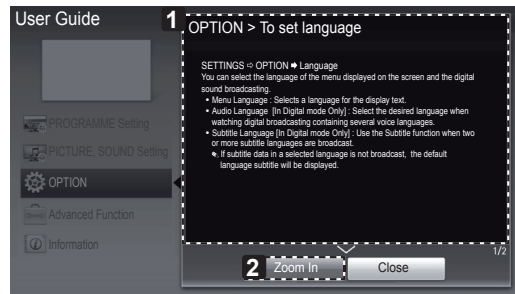 User Guide
1
OPTION > To set language
SETTINGS ⇨ OPTION ➡ Language
You can select the language of the menu displayed on the screen and the digital
sound broadcasting.
• Menu Language : Selects a language for the display text.
• Audio Language [In Digital mode Only] : Select the desired language when
watching digital broadcasting containing several voice languages.
• Subtitle Language [In Digital mode Only] : Use the Subtitle function when two
or more subtitle languages are broadcast.
If subtitle data in a selected language is not broadcast, the default
language subtitle will be displayed.
PROGRAMME Setting
PICTURE, SOUND Setting
OPTION
Advanced Function
Information
1/2
2
Zoom In
Close